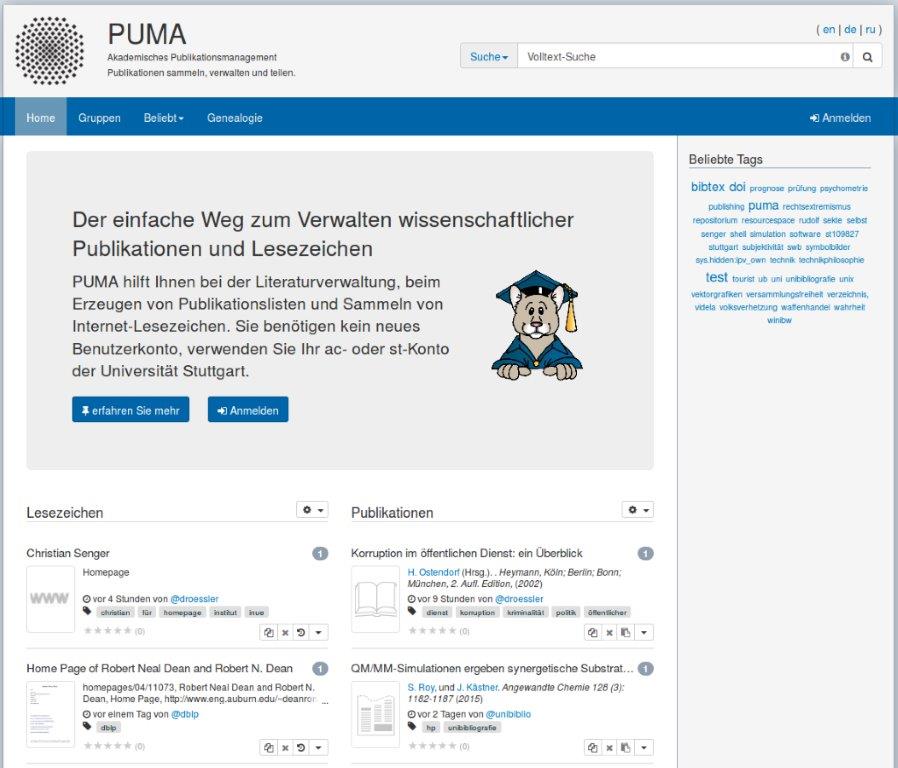 PUMA
Akademisches Publikationsmanagement
Publikationen sammeln, verwalten und teilen.
( en | de | ru )
Suche Volltext-Suche
Home Gruppen Beliebt Genealogie Anmelden
Der einfache Weg zum Verwalten wissenschaftlicher
Publikationen und Lesezeichen
PUMA hilft Ihnen bei der Literaturverwaltung, beim
Erzeugen von Publikationslisten und Sammeln von
Internet-Lesezeichen. Sie benötigen kein neues
Benutzerkonto, verwenden Sie Ihr ac- oder st-Konto
der Universität Stuttgart.
erfahren Sie mehr Anmelden
Beliebte Tags
bibtex doi prognose prüfung psychometrie
publishing puma rechtsextremismus
repositorium resourcespace rudolf sekie selbst
senger shell simulation software st109827
stuttgart subjektivität swb symbolbilder
sys.hidden:ipv_own technik technikphilosophie
test tourist ub uni unibibliografie unix
vektorgrafiken versammlungsfreiheit verzeichnis,
videla volksverhetzung waffenhandel wahrheit
winibw
Lesezeichen
Christian Senger 1
Homepage
WWW
vor 4 Stunden von @droessler
christian für homepage institut inue
(0)
Home Page of Robert Neal Dean and Robert N. Dean 1
homepages/04/11073, Robert Neal Dean and Robert N.
Dean, Home Page, http://www.eng.auburn.edu/~deanron ...
vor einem Tag von @dblp
dblp
(0)
Publikationen
Korruption im öffentlichen Dienst: ein Überblick 1
H. Ostendorf (Hrsg.). . Heymann, Köln; Berlin; Bonn;
München, 2. Aufl. Edition, (2002)
vor 9 Stunden von @droessler
dienst korruption kriminalität politik öffentlicher
(0)
QM/MM-Simulationen ergeben synergetische Substrat... 1
S. Roy, und J. Kästner. Angewandte Chemie 128 (3):
1182-1187 (2015)
vor 2 Tagen von @unibiblio
hp unibibliografie
(0)